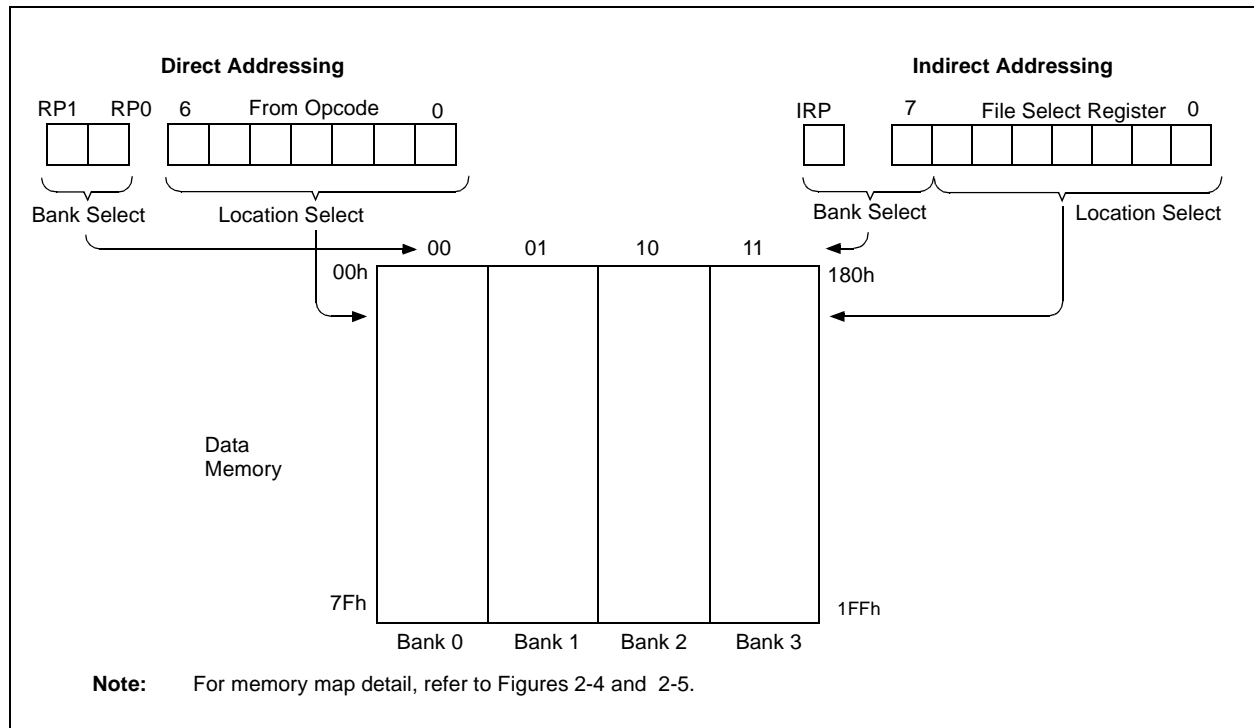 Direct Addressing
Indirect Addressing
RP1 RP0 6 From Opcode 0
IRP 7 File Select Register 0
Bank Select Location Select
Bank Select Location Select
00 01 10 11
00h 180h
Data
Memory
7Fh 1FFh
Bank 0 Bank 1 Bank 2 Bank 3
Note: For memory map detail, refer to Figures 2-4 and 2-5.